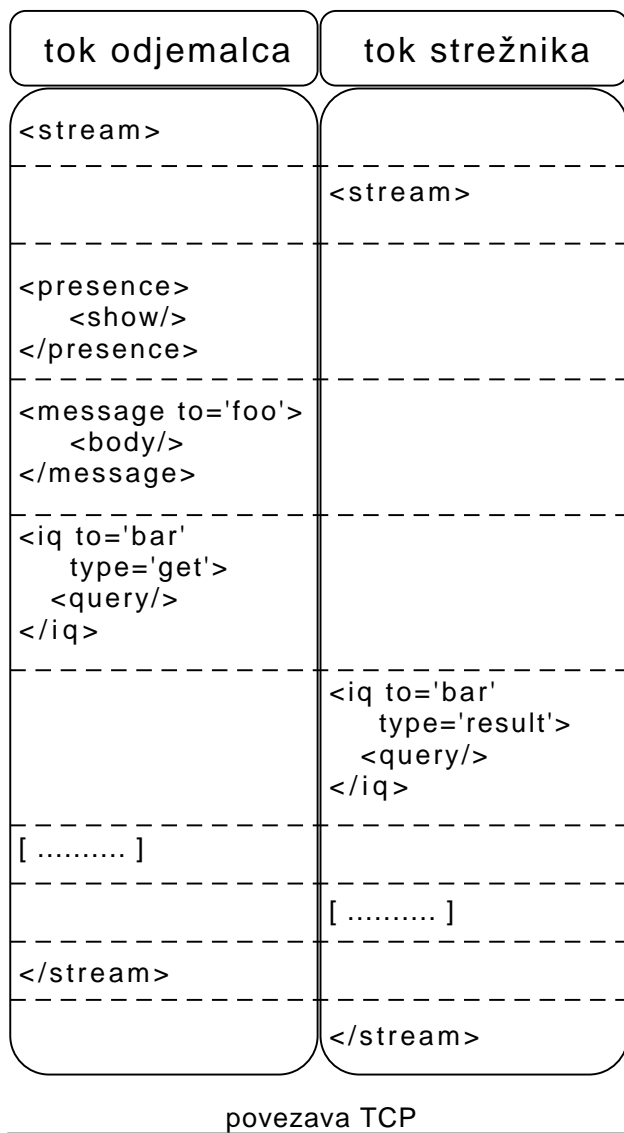 tok odjemalca
tok strežnika
<stream>
<stream>
<presence>
<show/>
</presence>
<message to='foo'>
<body/>
</message>
<iq to='bar'
type='get'>
<query/>
</iq>
<iq to='bar'
type='result'>
<query/>
</iq>
[ .......... ]
[ .......... ]
</stream>
</stream>
povezava TCP